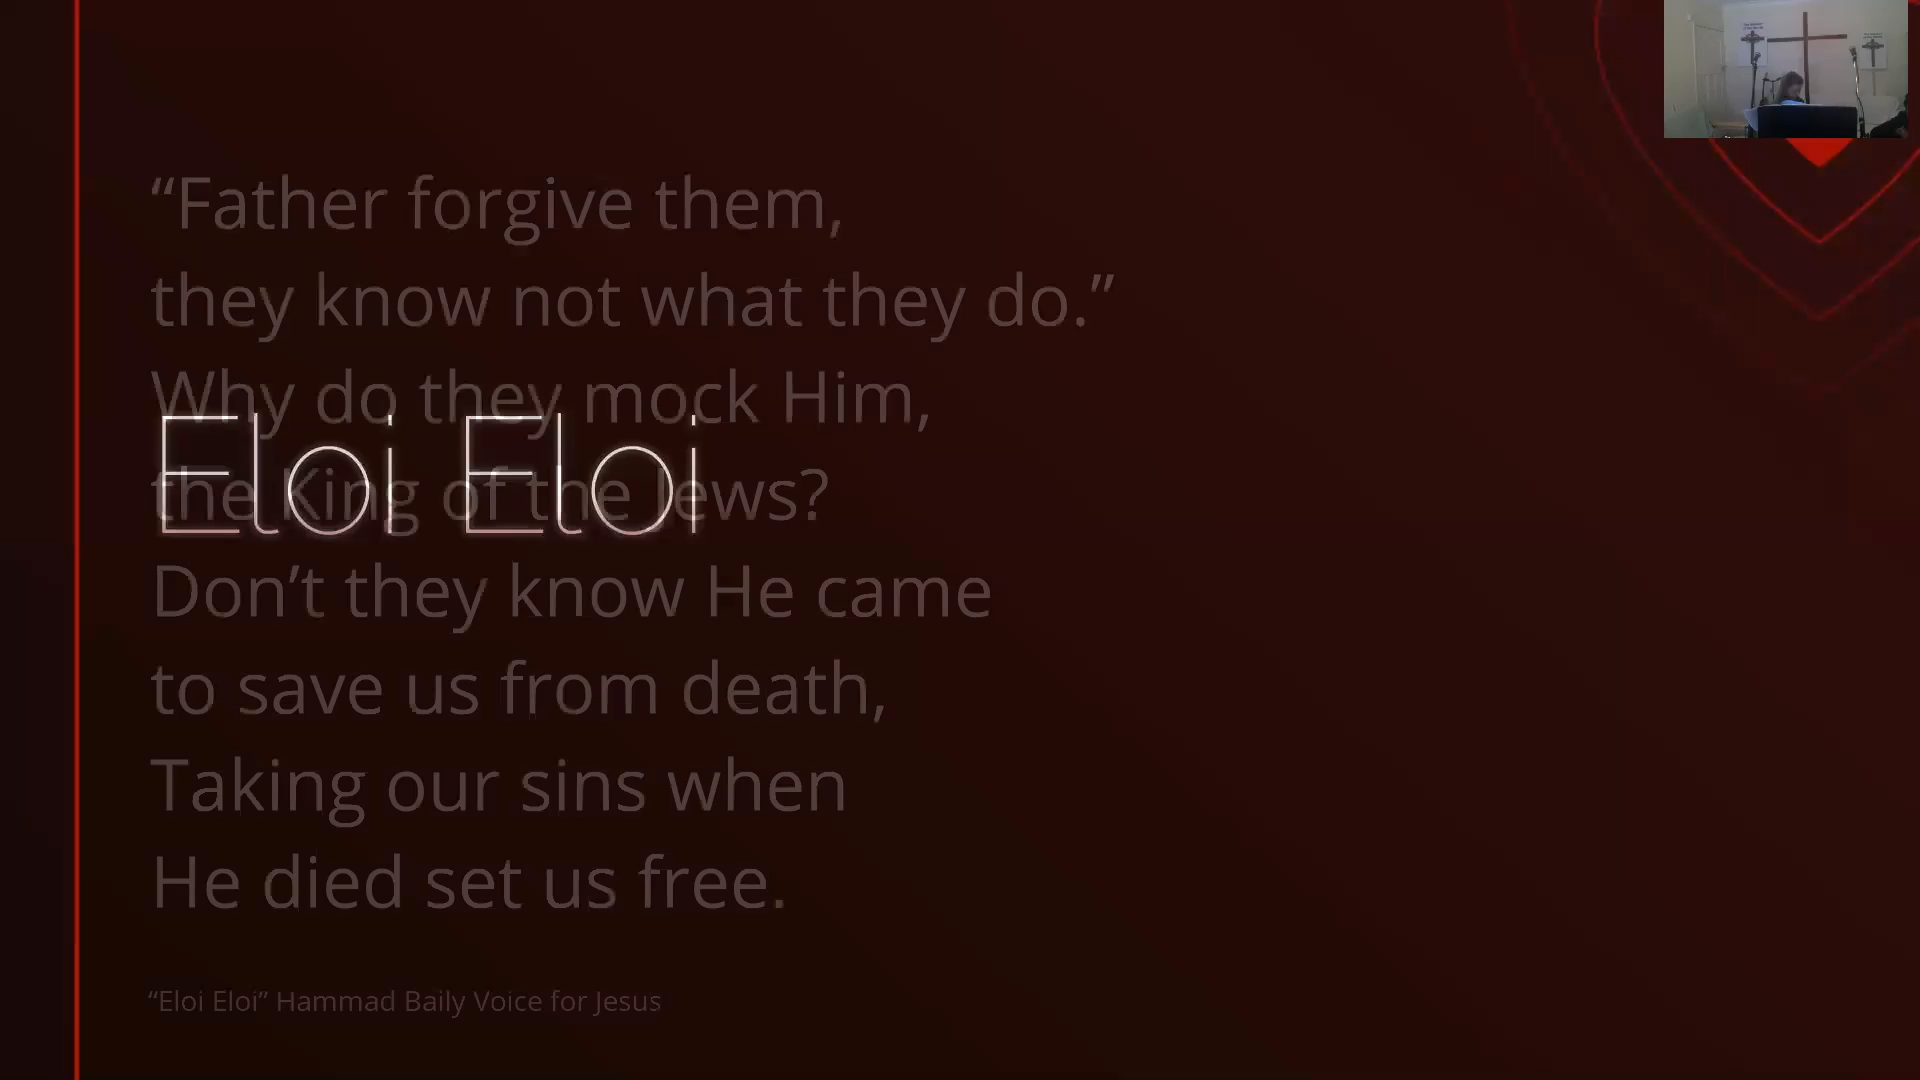 “Father forgive them,
they know not what they do.”
Why do they mock Him,
Eloi Eloi
the King of the Jews?
Don’t they know He came
to save us from death,
Taking our sins when
He died set us free.
“Eloi Eloi” Hammad Baily Voice for Jesus